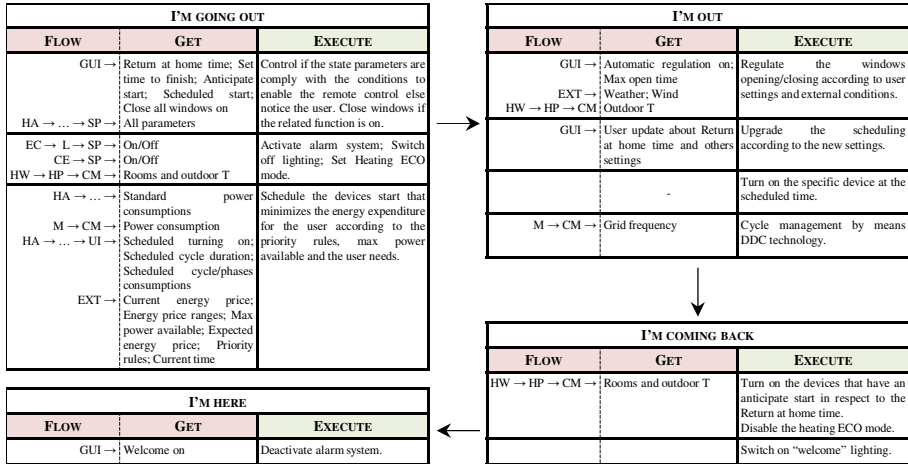 I'M GOING OUT
FLOW GET EXECUTE
GUI → Return at home time; Set
time to finish; Anticipate
start; Scheduled start;
Close all windows on
HA → … → SP → All parameters
Control if the state parameters are
comply with the conditions to
enable the remote control else
notice the user. Close windows if
the related function is on.
EC → L → SP → On/Off
CE → SP → On/Off
HW → HP → CM → Rooms and outdoor T
Activate alarm system; Switch
off lighting; Set Heating ECO
mode.
HA → … → Standard power
consumptions
M → CM → Power consumption
HA → … → UI → Scheduled turning on;
Scheduled cycle duration;
Scheduled cycle/phases
consumptions
EXT → Current energy price;
Energy price ranges; Max
power available; Expected
energy price; Priority
rules; Current time
Schedule the devices start that
minimizes the energy expenditure
for the user according to the
priority rules, max power
available and the user needs.
I'M OUT
FLOW GET EXECUTE
GUI → Automatic regulation on;
Max open time
EXT → Weather; Wind
HW → HP → CM Outdoor T
Regulate the windows
opening/closing according to user
settings and external conditions.
GUI → User update about Return
at home time and others
settings
Upgrade the scheduling
according to the new settings.
-
Turn on the specific device at the
scheduled time.
M → CM → Grid frequency
Cycle management by means
DDC technology.
I'M COMING BACK
FLOW GET EXECUTE
HW → HP → CM → Rooms and outdoor T
Turn on the devices that have an
anticipate start in respect to the
Return at home time.
Disable the heating ECO mode.
Switch on “welcome” lighting.
I'M HERE
FLOW GET EXECUTE
GUI → Welcome on Deactivate alarm system.